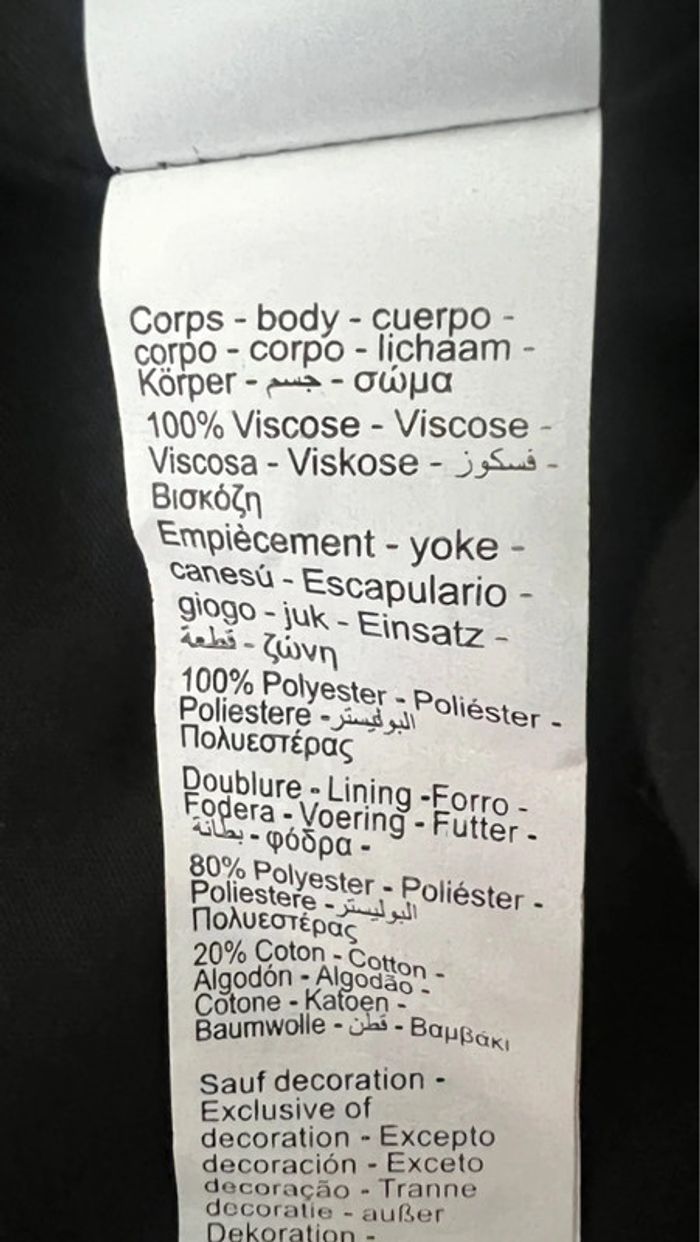 Corps - body - cuerpo -
corpo - corpo - lichaam -
Körper - جسم - σώμα
100% Viscose - Viscose -
Viscosa - Viskose - فسكوز -
Βισκόζη
Empiècement - yoke -
canesú - Escapulario -
giogo - juk - Einsatz -
قطعة - ζώνη
100% Polyester - Poliéster -
Poliestere - البوليستر
Πολυεστέρας
Doublure - Lining -Forro -
Fodera - Voering - Futter -
بطانة - φόδρα -
80% Polyester - Poliéster -
Poliestere - البوليستر
Πολυεστέρας
20% Coton - Cotton -
Algodón - Algodão -
Cotone - Katoen -
Baumwolle - قطن - Βαμβάκι
Sauf decoration -
Exclusive of
decoration - Excepto
decoración - Exceto
decoração - Tranne
decoratie - außer
Dekoration -